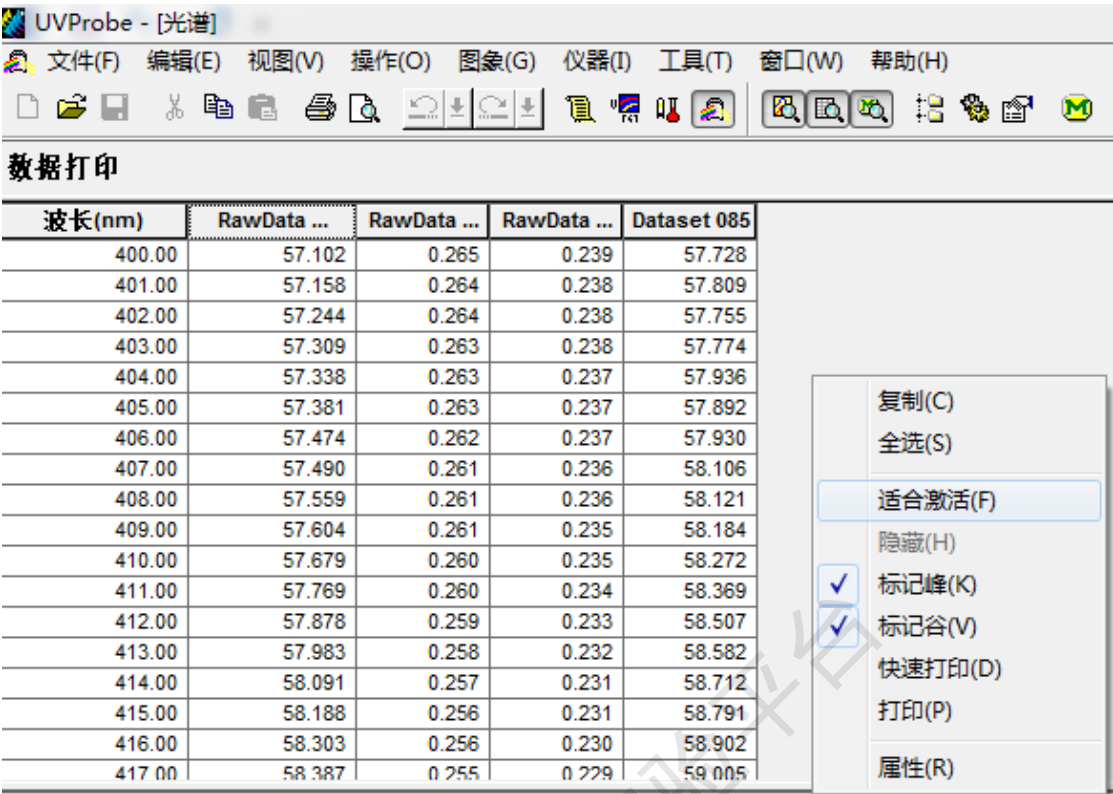 UVProbe - [光谱]
文件(F) 编辑(E) 视图(V) 操作(O) 图象(G) 仪器(I) 工具(T) 窗口(W) 帮助(H)
数据打印
波长(nm) RawData ... RawData ... RawData ... Dataset 085
400.00 57.102 0.265 0.239 57.728
401.00 57.158 0.264 0.238 57.809
402.00 57.244 0.264 0.238 57.755
403.00 57.309 0.263 0.238 57.774
404.00 57.338 0.263 0.237 57.936
405.00 57.381 0.263 0.237 57.892
406.00 57.474 0.262 0.237 57.930
407.00 57.490 0.261 0.236 58.106
408.00 57.559 0.261 0.236 58.121
409.00 57.604 0.261 0.235 58.184
410.00 57.679 0.260 0.235 58.272
411.00 57.769 0.260 0.234 58.369
412.00 57.878 0.259 0.233 58.507
413.00 57.983 0.258 0.232 58.582
414.00 58.091 0.257 0.231 58.712
415.00 58.188 0.256 0.231 58.791
416.00 58.303 0.256 0.230 58.902
417.00 58.387 0.255 0.229 59.005
复制(C)
全选(S)
适合激活(F)
隐藏(H)
标记峰(K)
标记谷(V)
快速打印(D)
打印(P)
属性(R)
验平台